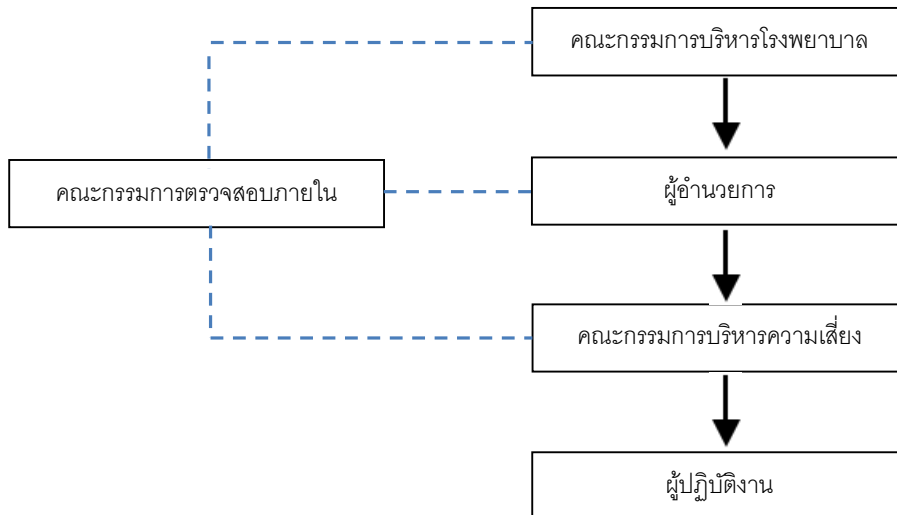 คณะกรรมการบริหารโรงพยาบาล
คณะกรรมการตรวจสอบภายใน
ผู้อำนวยการ
คณะกรรมการบริหารความเสี่ยง
ผู้ปฏิบัติงาน